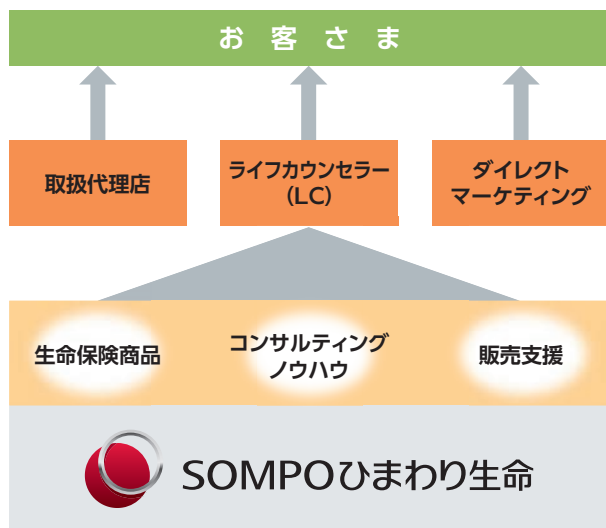 お客さま
取扱代理店
ライフカウンセラー
(LC)
ダイレクト
マーケティング
生命保険商品
コンサルティング
ノウハウ
販売支援
SOMPOひまわり生命